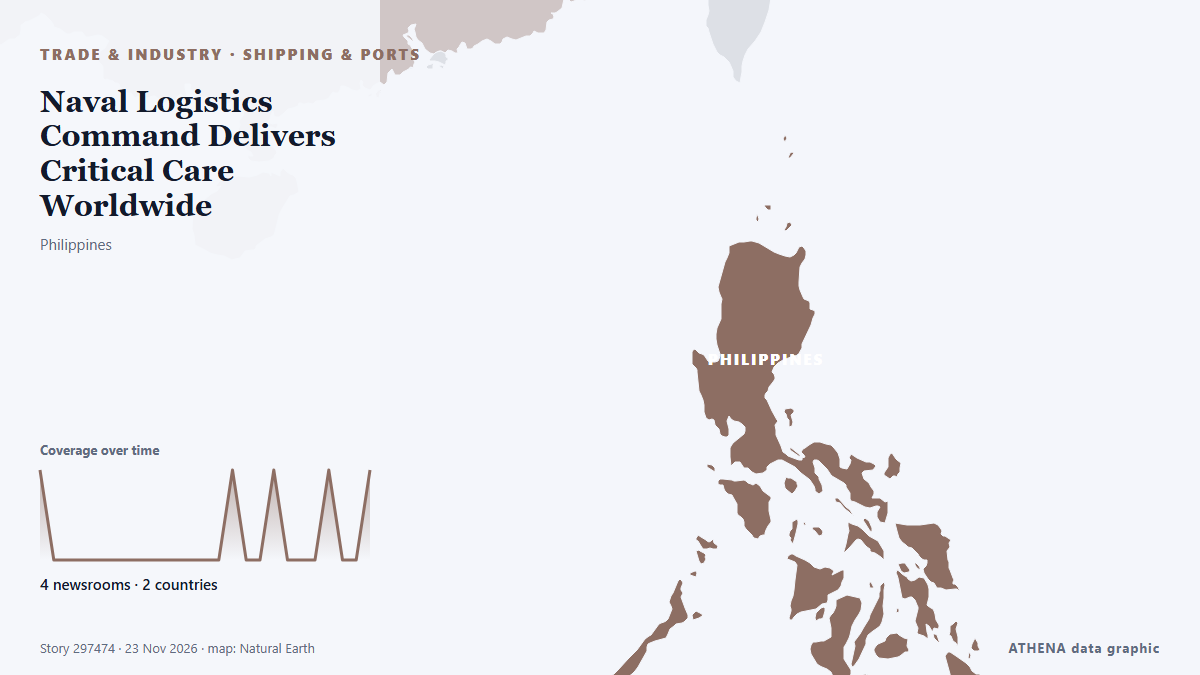 TRADE & INDUSTRY · SHIPPING & PORTS
Naval Logistics
Command Delivers
Critical Care
Worldwide
Philippines
PHILIPPINES
Coverage over time
4 newsrooms · 2 countries
Story 297474 · 23 Nov 2026 · map: Natural Earth
ATHENA data graphic